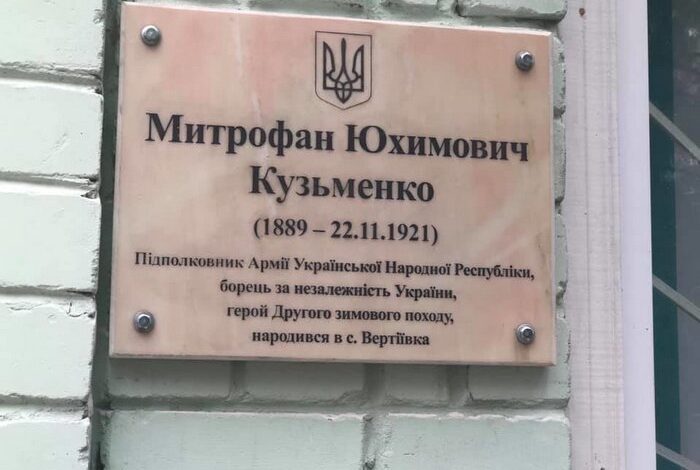 Митрофан Юхимович
Кузьменко
(1889 – 22.11.1921)
Підполковник Армії Української Народної Республіки,
борець за незалежність України,
герой Другого зимового походу,
народився в с. Вертіївка